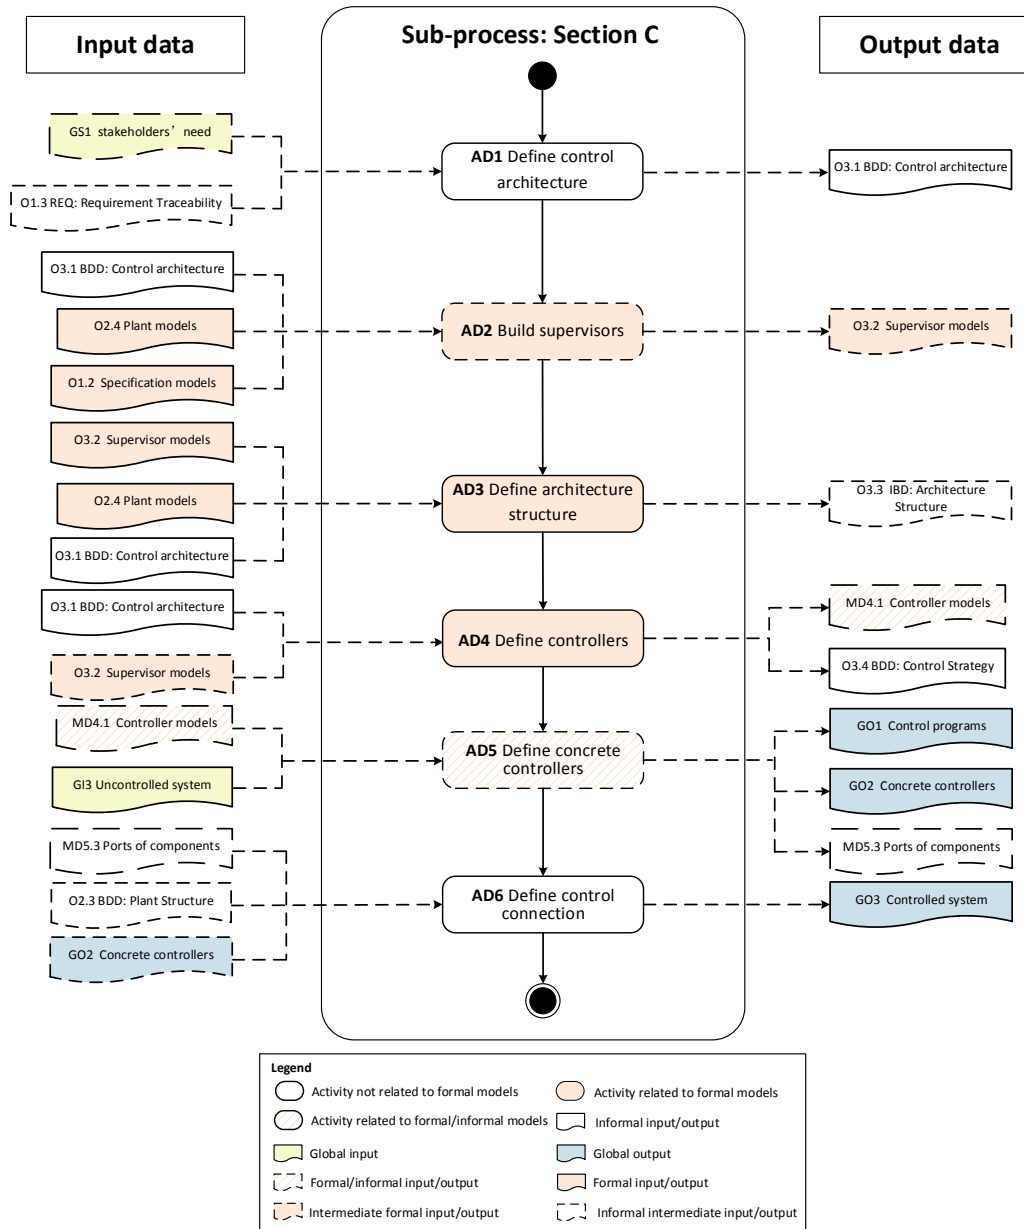 Input data
Sub-process: Section C
Output data
GS1 stakeholders’ need
O1.3 REQ: Requirement Traceability
AD1 Define control
architecture
O3.1 BDD: Control architecture
O3.1 BDD: Control architecture
O2.4 Plant models
O1.2 Specification models
AD2 Build supervisors
O3.2 Supervisor models
O3.2 Supervisor models
O2.4 Plant models
O3.1 BDD: Control architecture
AD3 Define architecture
structure
O3.3 IBD: Architecture
Structure
O3.1 BDD: Control architecture
O3.2 Supervisor models
AD4 Define controllers
MD4.1 Controller models
O3.4 BDD: Control Strategy
MD4.1 Controller models
GI3 Uncontrolled system
AD5 Define concrete
controllers
GO1 Control programs
GO2 Concrete controllers
MD5.3 Ports of components
MD5.3 Ports of components
O2.3 BDD: Plant Structure
GO2 Concrete controllers
AD6 Define control
connection
GO3 Controlled system
Legend
Activity not related to formal models
Activity related to formal models
Activity related to formal/informal models
Informal input/output
Global input
Global output
Formal/informal input/output
Formal input/output
Intermediate formal input/output
Informal intermediate input/output